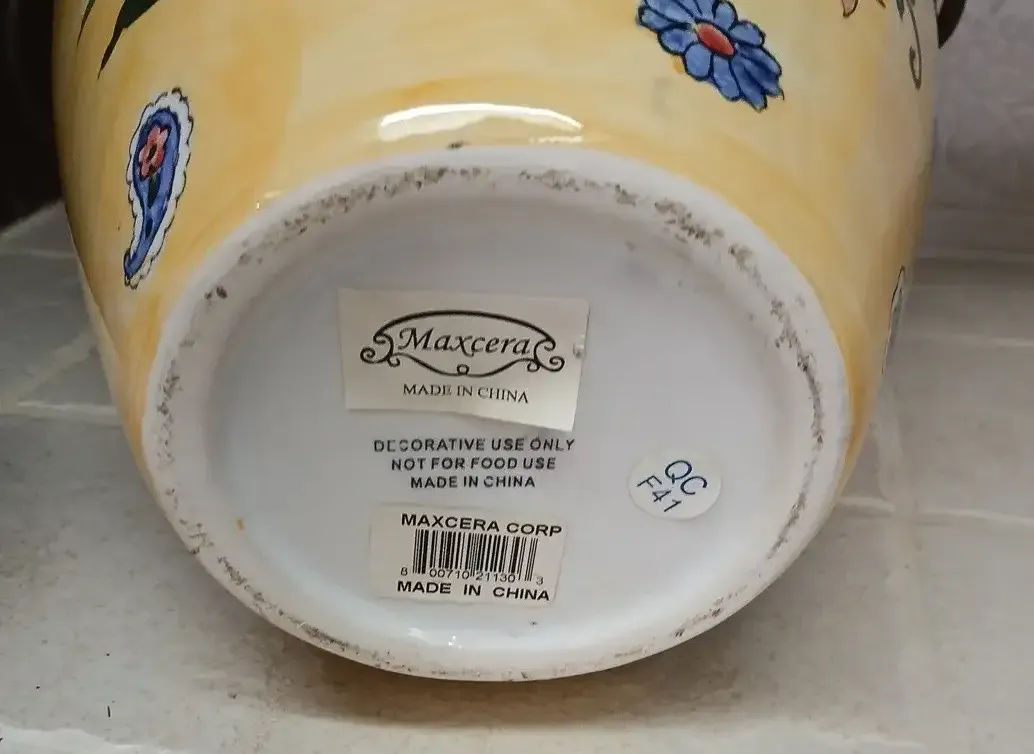 Maxcera
MADE IN CHINA
DECORATIVE USE ONLY
NOT FOR FOOD USE
MADE IN CHINA
QC
F41
MAXCERA CORP
8 00710 21130 3
MADE IN CHINA